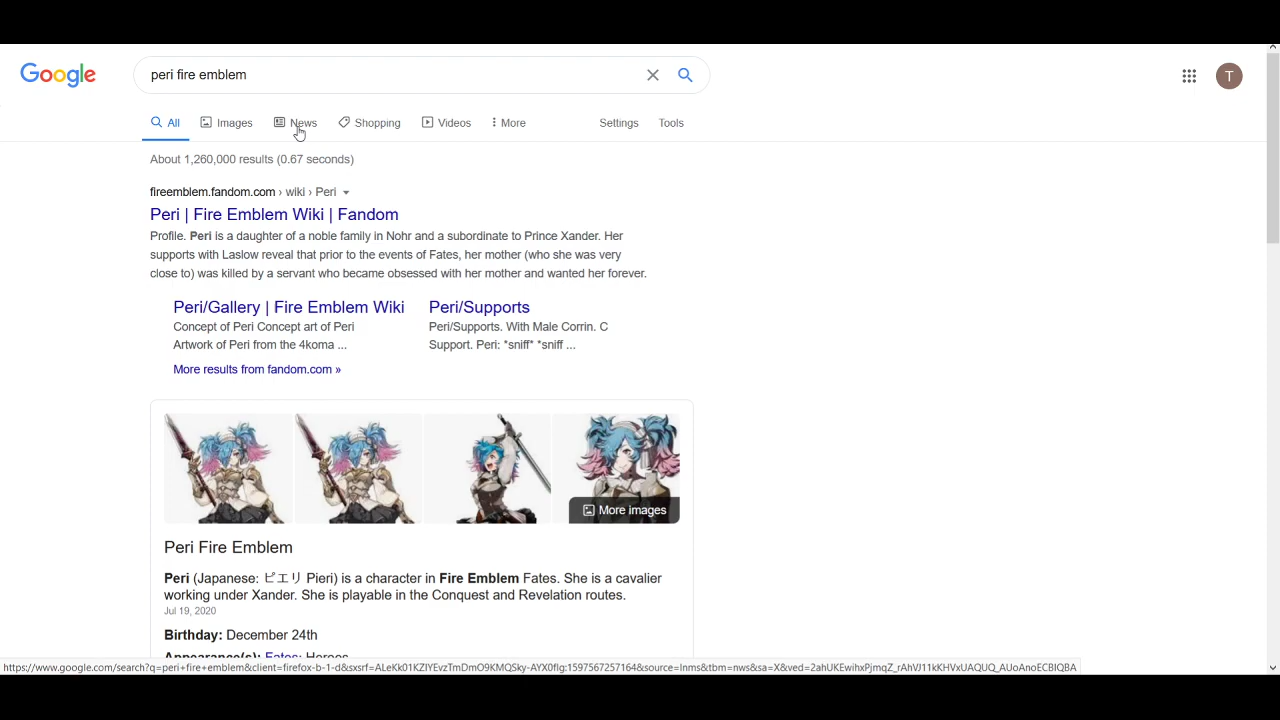 Google
peri fire emblem
T
All Images News Shopping Videos More Settings Tools
About 1,260,000 results (0.67 seconds)
fireemblem.fandom.com › wiki › Peri
Peri | Fire Emblem Wiki | Fandom
Profile. Peri is a daughter of a noble family in Nohr and a subordinate to Prince Xander. Her
supports with Laslow reveal that prior to the events of Fates, her mother (who she was very
close to) was killed by a servant who became obsessed with her mother and wanted her forever.
Peri/Gallery | Fire Emblem Wiki
Concept of Peri Concept art of Peri
Artwork of Peri from the 4koma ...
Peri/Supports
Peri/Supports. With Male Corrin. C
Support. Peri: *sniff* *sniff ...
More results from fandom.com »
More images
Peri Fire Emblem
Peri (Japanese: ピエリ Pieri) is a character in Fire Emblem Fates. She is a cavalier
working under Xander. She is playable in the Conquest and Revelation routes.
Jul 19, 2020
Birthday: December 24th
Appearance(s): Fates; Heroes
https://www.google.com/search?q=peri+fire+emblem&client=firefox-b-1-d&sxsrf=ALeKk01KZIYEvzTmDmO9KMQSky-AYX0flg:1597567257164&source=lnms&tbm=nws&sa=X&ved=2ahUKEwihxPjmqZ_rAhVJ11kKHVxUAQUQ_AUoAnoECBIQBA